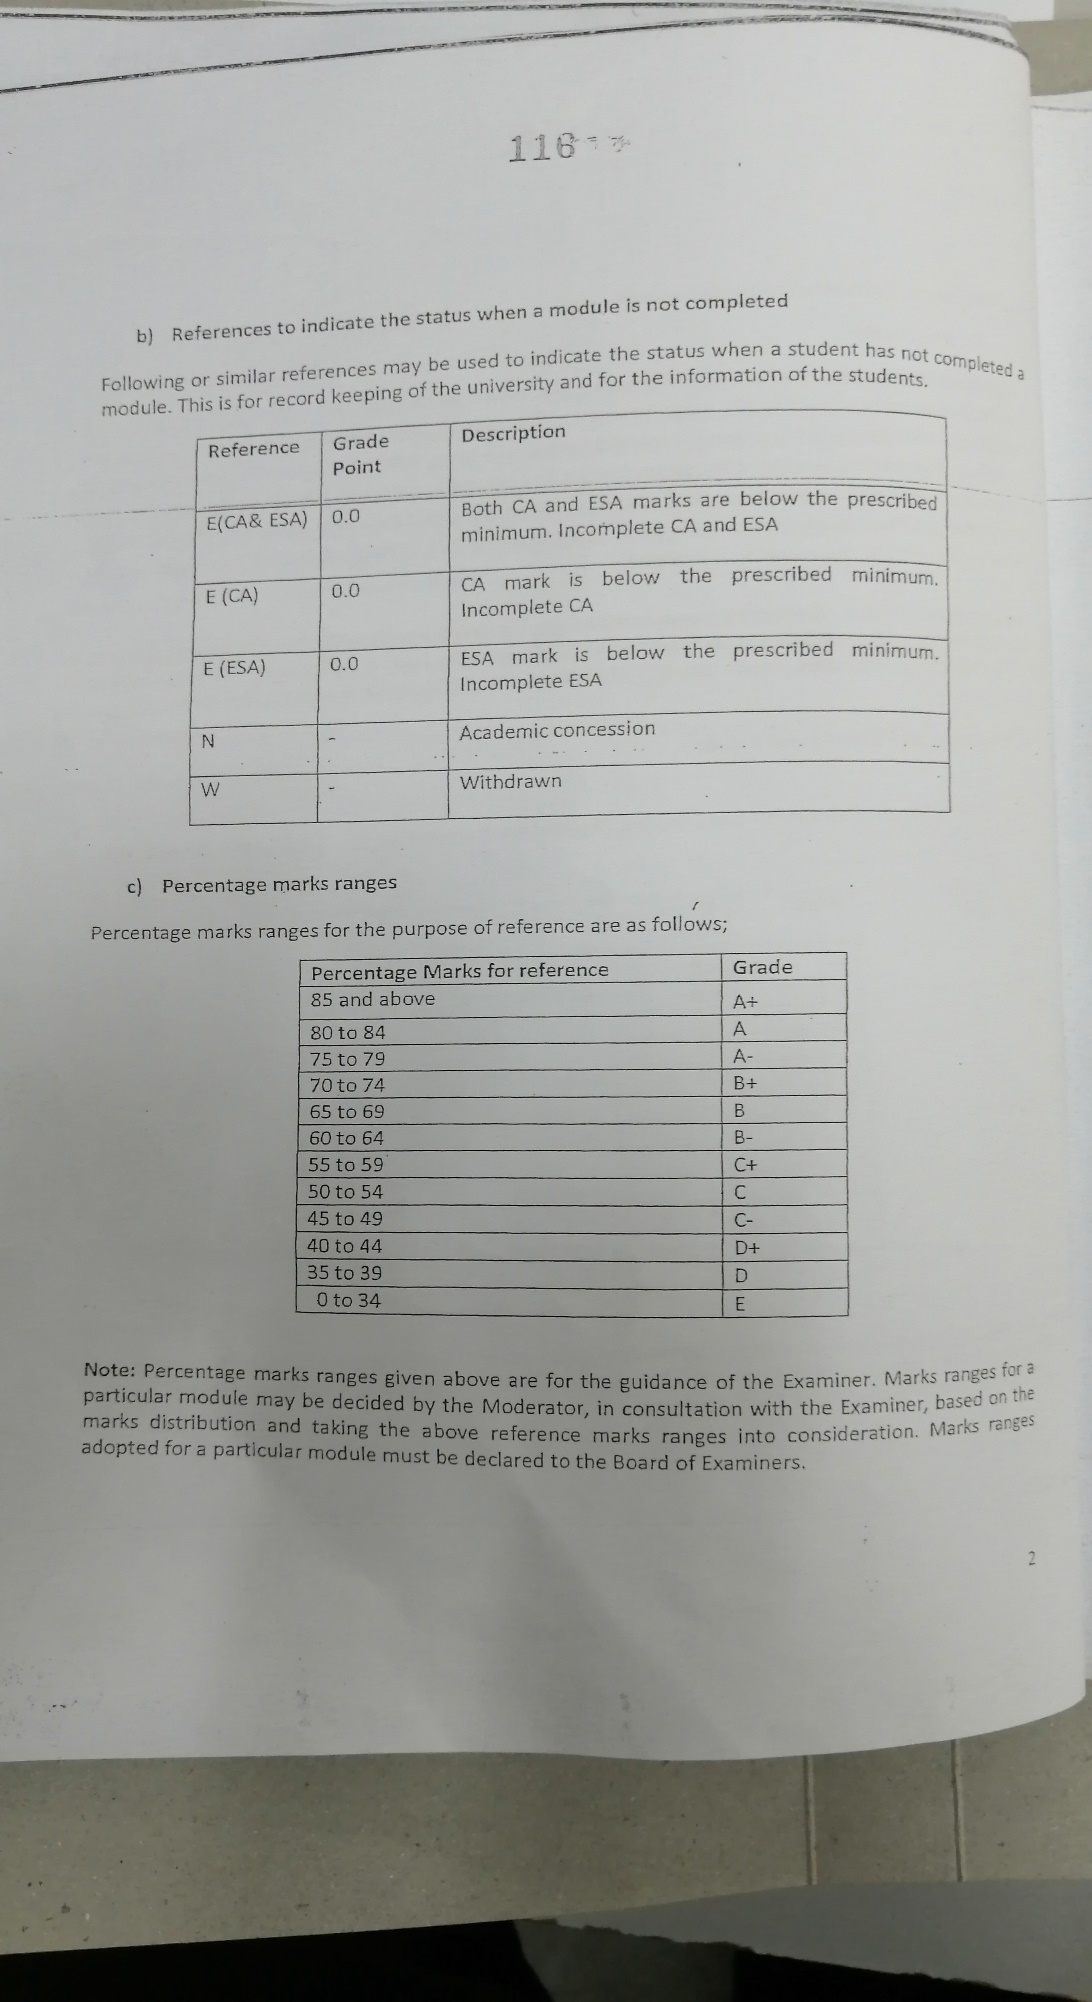 116
b) References to indicate the status when a module is not completed
Following or similar references may be used to indicate the status when a student has not completed a
module. This is for record keeping of the university and for the information of the students.
Reference Grade Point Description
E(CA& ESA) 0.0 Both CA and ESA marks are below the prescribed
minimum. Incomplete CA and ESA
E (CA) 0.0 CA mark is below the prescribed minimum.
Incomplete CA
E (ESA) 0.0 ESA mark is below the prescribed minimum.
Incomplete ESA
N - Academic concession
W - Withdrawn
c) Percentage marks ranges
Percentage marks ranges for the purpose of reference are as follows;
Percentage Marks for reference Grade
85 and above A+
80 to 84 A
75 to 79 A-
70 to 74 B+
65 to 69 B
60 to 64 B-
55 to 59 C+
50 to 54 C
45 to 49 C-
40 to 44 D+
35 to 39 D
0 to 34 E
Note: Percentage marks ranges given above are for the guidance of the Examiner. Marks ranges for a
particular module may be decided by the Moderator, in consultation with the Examiner, based on the
marks distribution and taking the above reference marks ranges into consideration. Marks ranges
adopted for a particular module must be declared to the Board of Examiners.
2